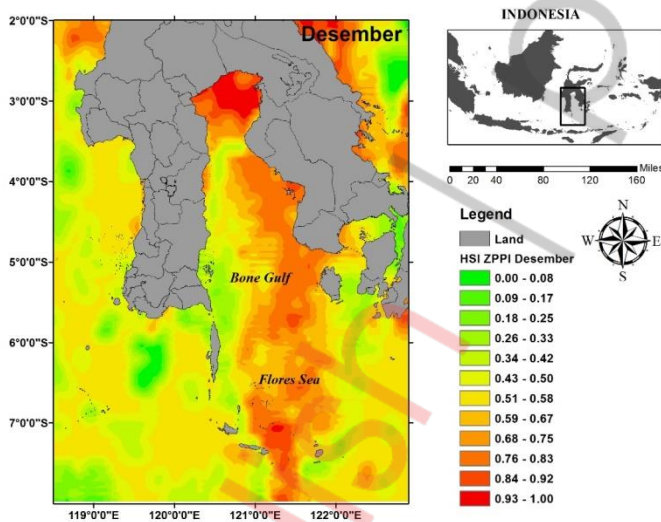 Desember
2°0'0"S
3°0'0"S
4°0'0"S
5°0'0"S
6°0'0"S
7°0'0"S
Bone Gulf
Flores Sea
119°0'0"E 120°0'0"E 121°0'0"E 122°0'0"E
INDONESIA
Miles
0 20 40 80 120 160
N
W E
S
Legend
Land
HSI ZPPI Desember
0.00 - 0.08
0.09 - 0.17
0.18 - 0.25
0.26 - 0.33
0.34 - 0.42
0.43 - 0.50
0.51 - 0.58
0.59 - 0.67
0.68 - 0.75
0.76 - 0.83
0.84 - 0.92
0.93 - 1.00